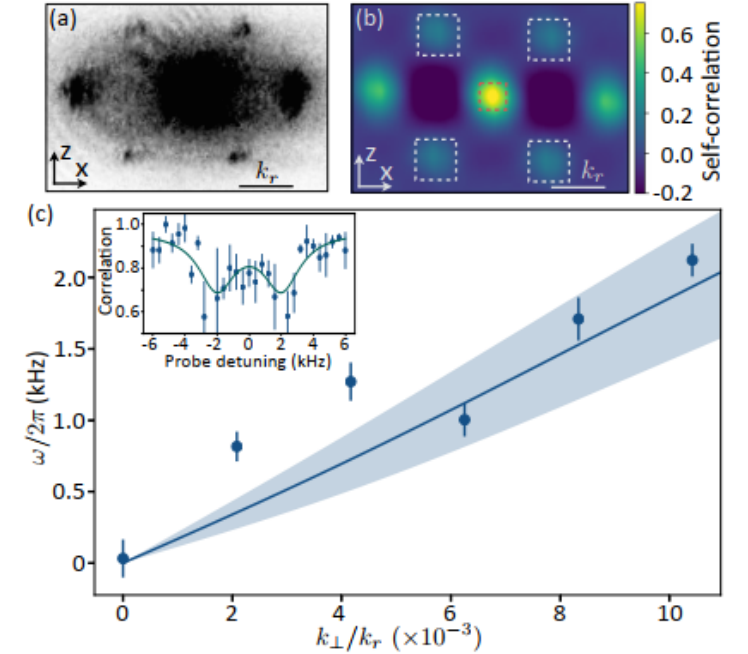 (a)
z
x
k_r
(b)
z
x
k_r
0.6
0.4
0.2
0.0
-0.2
Self-correlation
(c)
1.0
0.8
0.6
Correlation
-6 -4 -2 0 2 4 6
Probe detuning (kHz)
2.0
1.5
1.0
0.5
0
ω/2π (kHz)
0 2 4 6 8 10
k_⊥/k_r (×10⁻³)